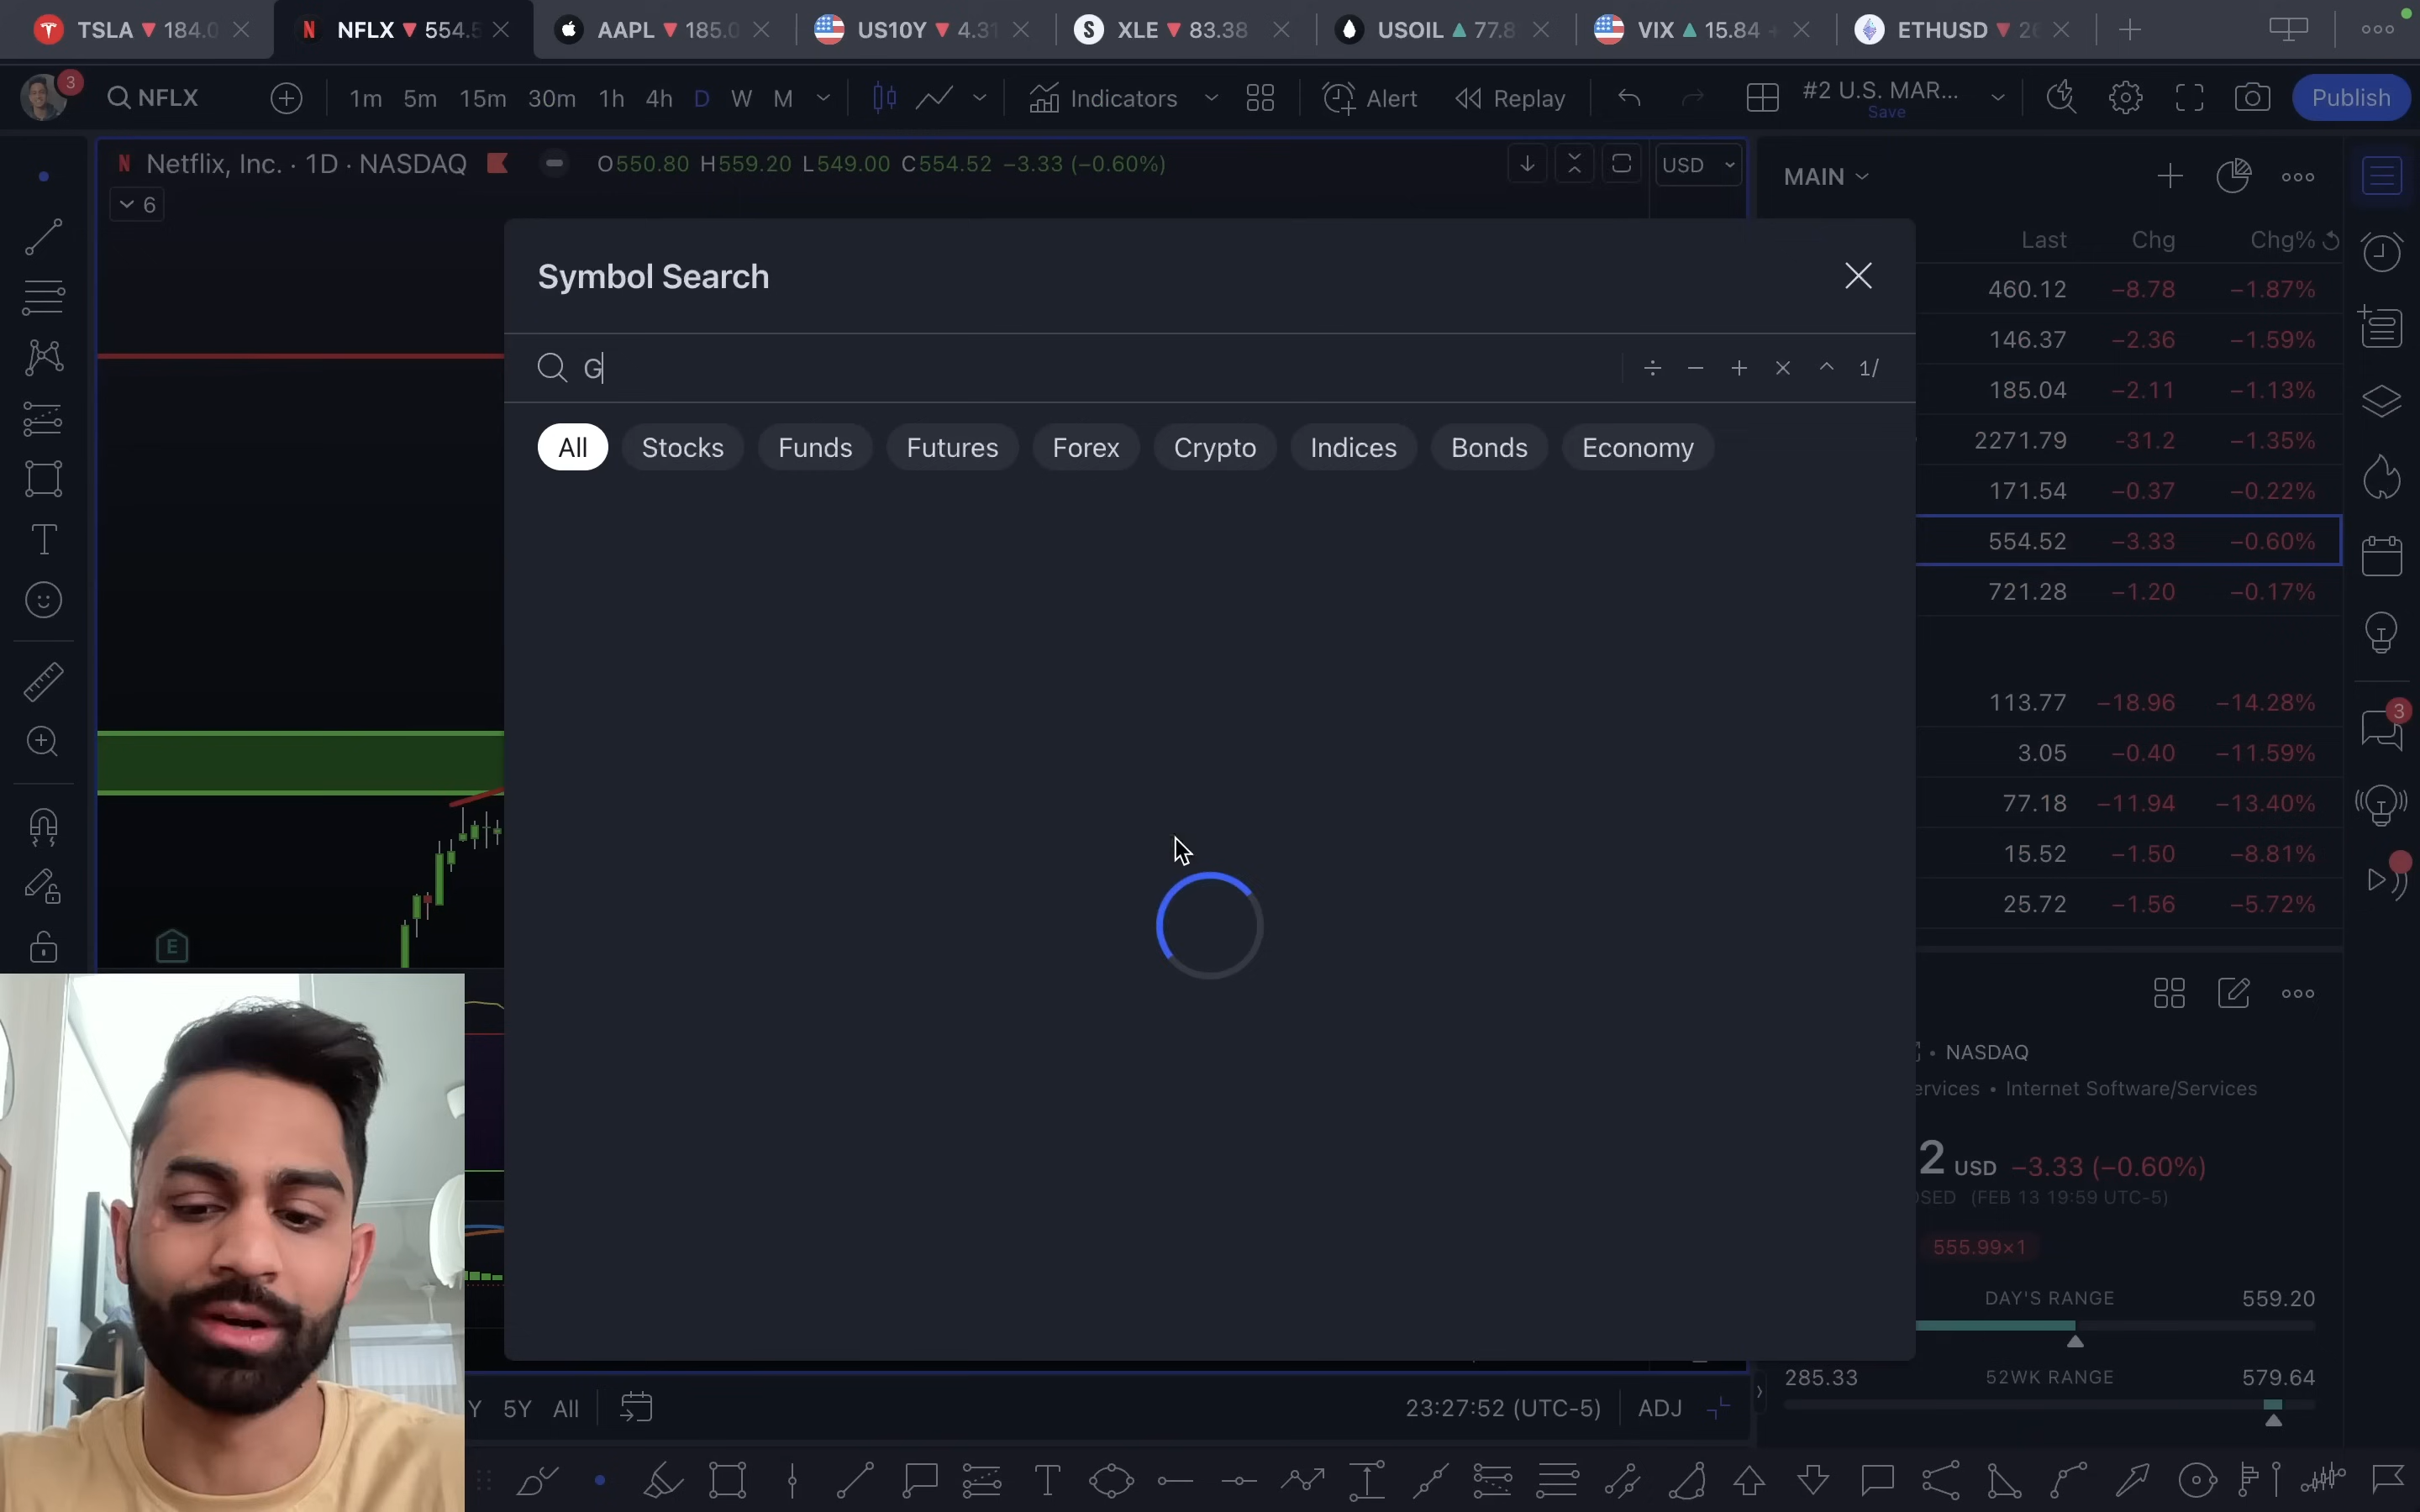 TSLA 184.0
NFLX 554.5
AAPL 185.0
US10Y 4.31
XLE 83.38
USOIL 77.8
VIX 15.84
ETHUSD 26
3
NFLX
1m 5m 15m 30m 1h 4h D W M
Indicators
Alert
Replay
#2 U.S. MAR...
Save
Publish
Netflix, Inc. · 1D · NASDAQ
O550.80 H559.20 L549.00 C554.52 −3.33 (−0.60%)
USD
6
MAIN
Last Chg Chg%
460.12 −8.78 −1.87%
146.37 −2.36 −1.59%
185.04 −2.11 −1.13%
2271.79 -31.2 −1.35%
171.54 −0.37 −0.22%
554.52 −3.33 −0.60%
721.28 −1.20 −0.17%
113.77 −18.96 −14.28%
3.05 −0.40 −11.59%
77.18 −11.94 −13.40%
15.52 −1.50 −8.81%
25.72 −1.56 −5.72%
3
Symbol Search
G
÷ − + × ^ 1/
All Stocks Funds Futures Forex Crypto Indices Bonds Economy
E
• NASDAQ
ervices • Internet Software/Services
2 USD −3.33 (−0.60%)
SED (FEB 13 19:59 UTC-5)
555.99×1
DAY'S RANGE 559.20
285.33 52WK RANGE 579.64
Y 5Y All
23:27:52 (UTC-5) ADJ